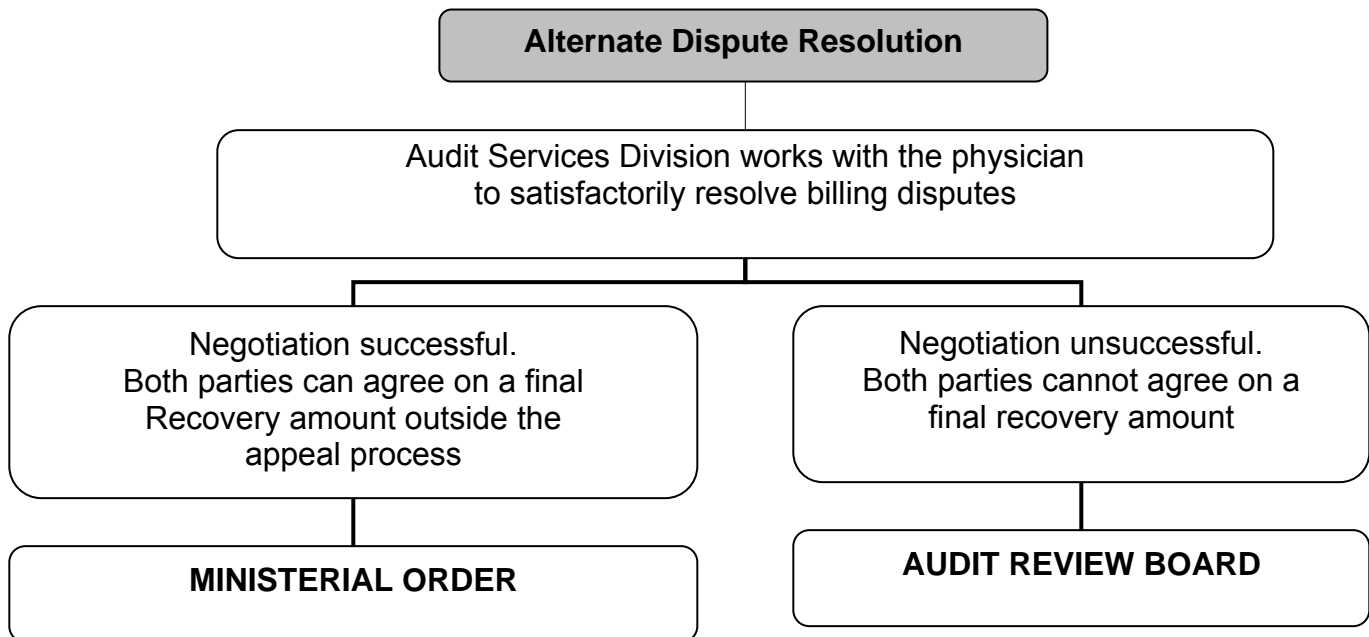 Alternate Dispute Resolution
Audit Services Division works with the physician
to satisfactorily resolve billing disputes
Negotiation successful.
Both parties can agree on a final
Recovery amount outside the
appeal process
Negotiation unsuccessful.
Both parties cannot agree on a
final recovery amount
MINISTERIAL ORDER
AUDIT REVIEW BOARD